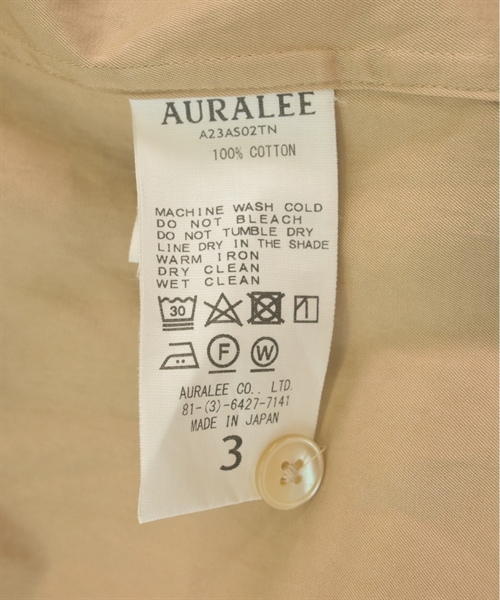 AURALEE
A23AS02TN
100% COTTON
MACHINE WASH COLD
DO NOT BLEACH
DO NOT TUMBLE DRY
LINE DRY IN THE SHADE
WARM IRON
DRY CLEAN
WET CLEAN
30
F W
AURALEE CO., LTD.
81-(3)-6427-7141
MADE IN JAPAN
3